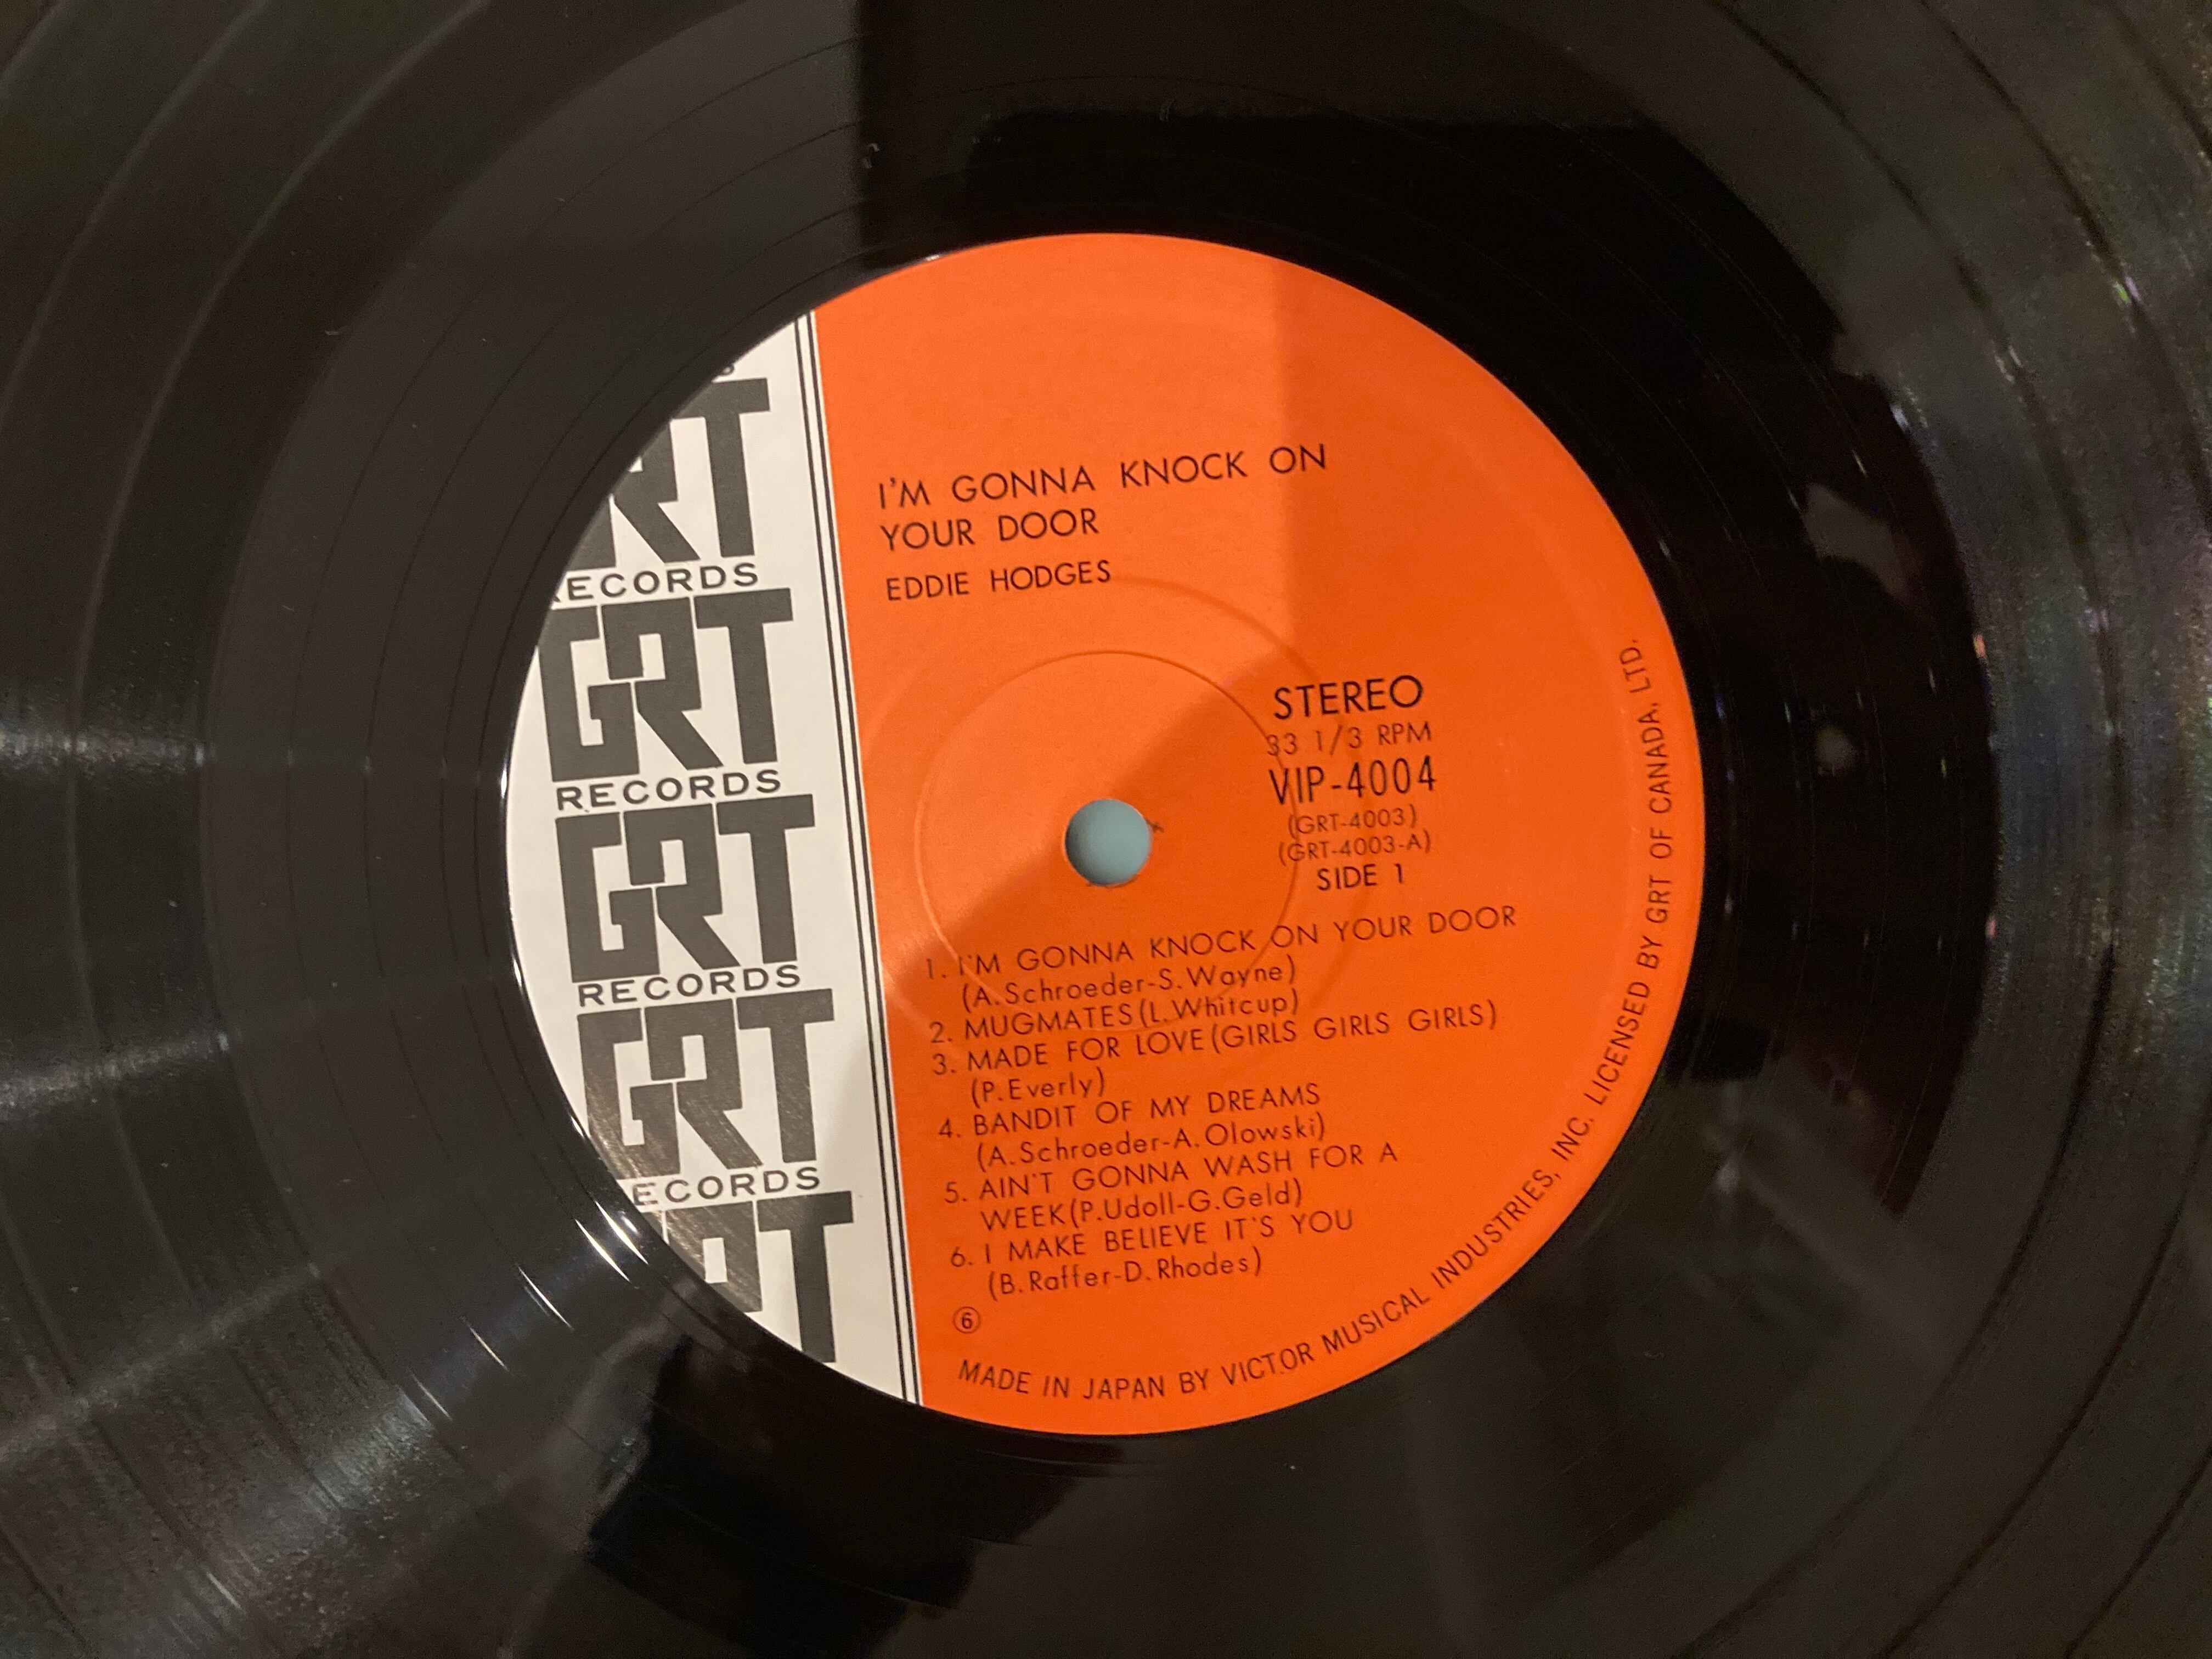 GRT
RECORDS
GRT
RECORDS
GRT
RECORDS
GRT
I'M GONNA KNOCK ON
YOUR DOOR
EDDIE HODGES
STEREO
33 1/3 RPM
VIP-4004
(GRT-4003)
(GRT-4003-A)
SIDE 1
1. I'M GONNA KNOCK ON YOUR DOOR
(A.Schroeder-S.Wayne)
2. MUGMATES(L.Whitcup)
3. MADE FOR LOVE(GIRLS GIRLS GIRLS)
(P.Everly)
4. BANDIT OF MY DREAMS
(A.Schroeder-A.Olowski)
5. AIN'T GONNA WASH FOR A
WEEK(P.Udoll-G.Geld)
6. I MAKE BELIEVE IT'S YOU
(B.Raffer-D.Rhodes)
⑥
MADE IN JAPAN BY VICTOR MUSICAL INDUSTRIES, INC. LICENSED BY GRT OF CANADA, LTD.